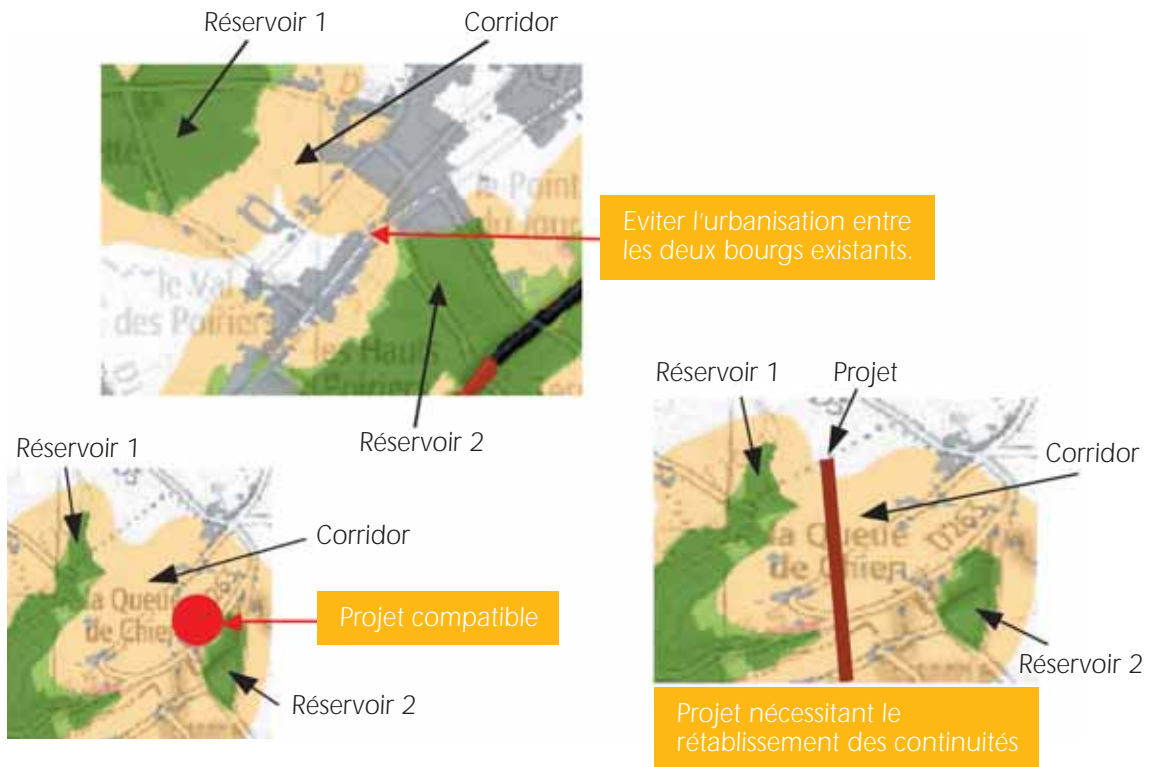 Réservoir 1
Corridor
le Point
du Jour
Eviter l'urbanisation entre
les deux bourgs existants.
le Val
des Poiriers
les Hauts
Poiriers
Réservoir 2
Réservoir 1
Projet
Réservoir 1
Corridor
Corridor
la Queue
de Chien
D263
la Queue
de Chien
Projet compatible
Réservoir 2
Réservoir 2
Projet nécessitant le
rétablissement des continuités